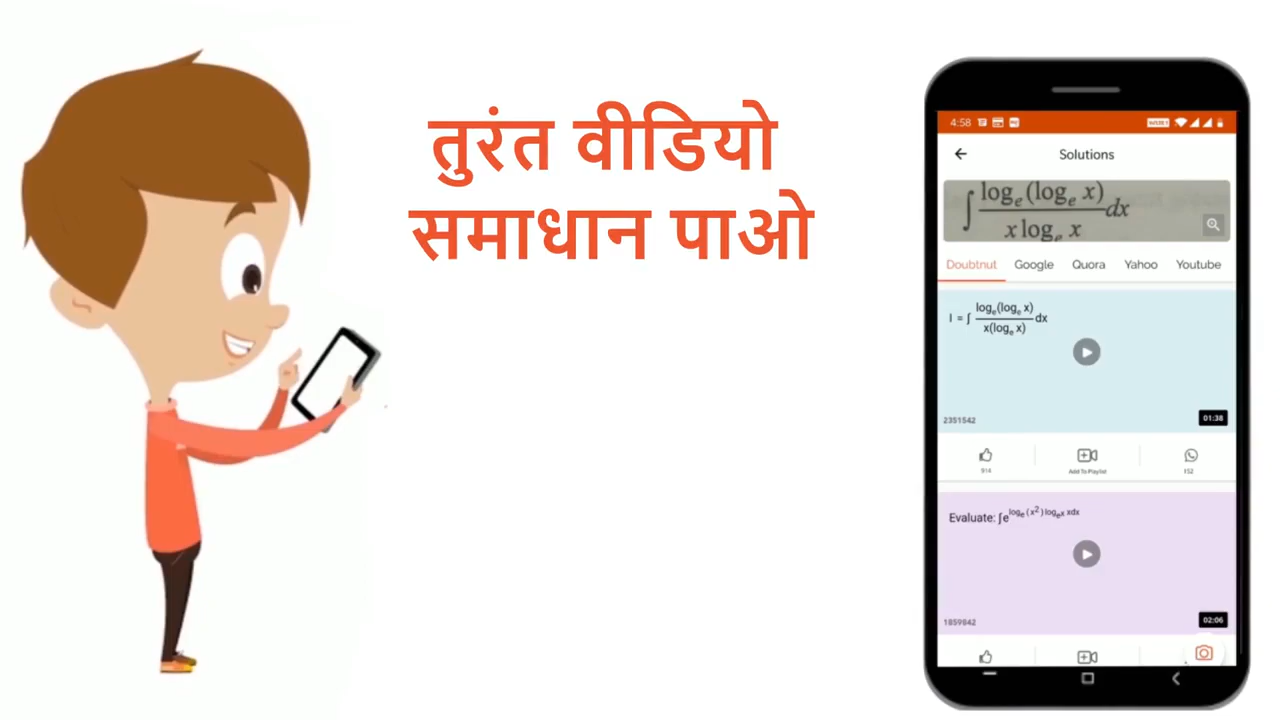 तुरंत वीडियो
समाधान पाओ
4:58
Solutions
∫ logₑ(logₑ x) / x logₑ x dx
Doubtnut Google Quora Yahoo Youtube
I = ∫ logₑ(logₑ x) / x(logₑ x) dx
2351542 01:38
914 Add To Playlist 152
Evaluate: ∫e^logₑ(x²) logₑx xdx
1859842 02:06